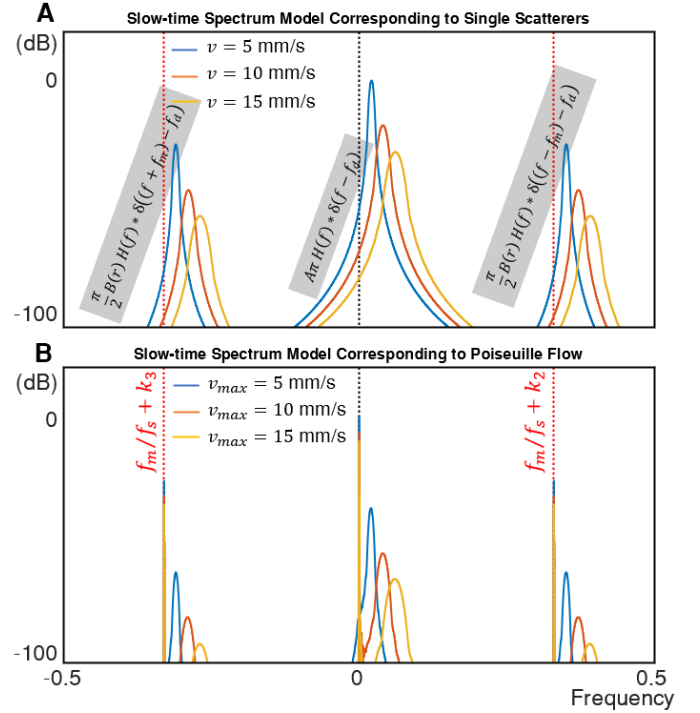 A
Slow-time Spectrum Model Corresponding to Single Scatterers
(dB)
0
-100
v = 5 mm/s
v = 10 mm/s
v = 15 mm/s
π/2 B(r) H(f) * δ((f + f_m) − f_d)
Aπ H(f) * δ(f − f_d)
π/2 B(r) H(f) * δ((f − f_m) − f_d)
B
Slow-time Spectrum Model Corresponding to Poiseuille Flow
(dB)
0
-100
v_max = 5 mm/s
v_max = 10 mm/s
v_max = 15 mm/s
f_m/f_s + k_3
f_m/f_s + k_2
-0.5
0
0.5
Frequency